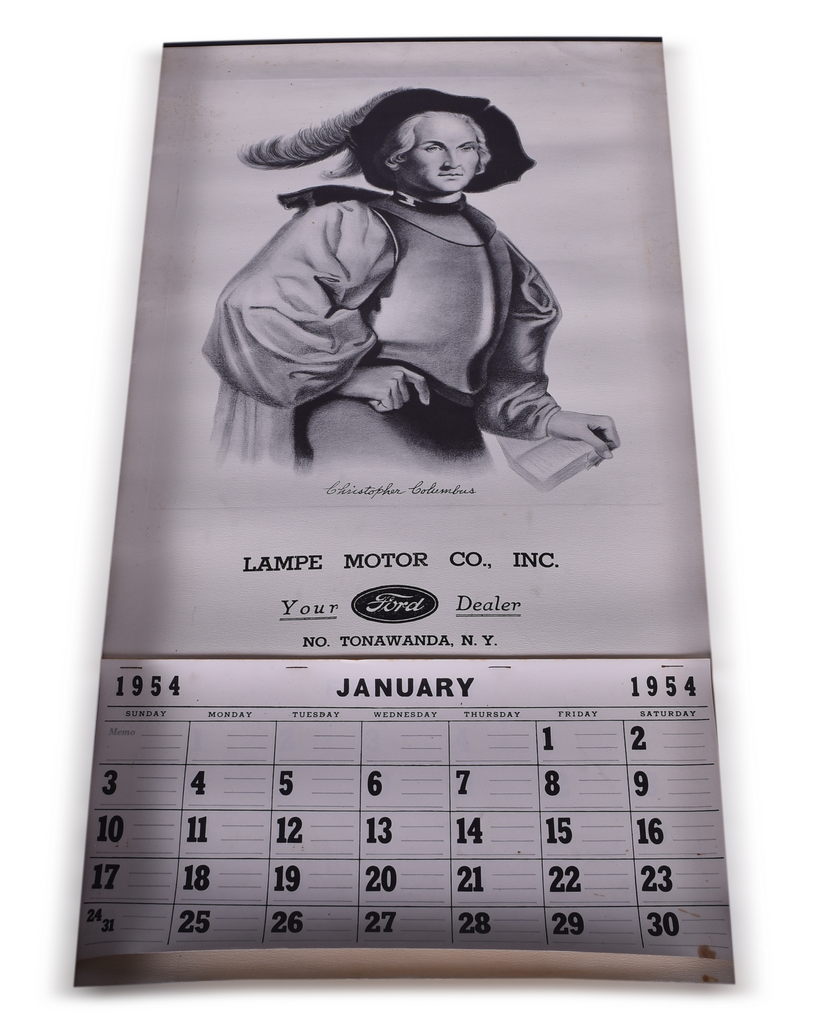 Christopher Columbus
LAMPE MOTOR CO., INC.
Your Ford Dealer
NO. TONAWANDA, N. Y.
1954 JANUARY 1954
SUNDAY MONDAY TUESDAY WEDNESDAY THURSDAY FRIDAY SATURDAY
Memo 1 2
3 4 5 6 7 8 9
10 11 12 13 14 15 16
17 18 19 20 21 22 23
24 31 25 26 27 28 29 30